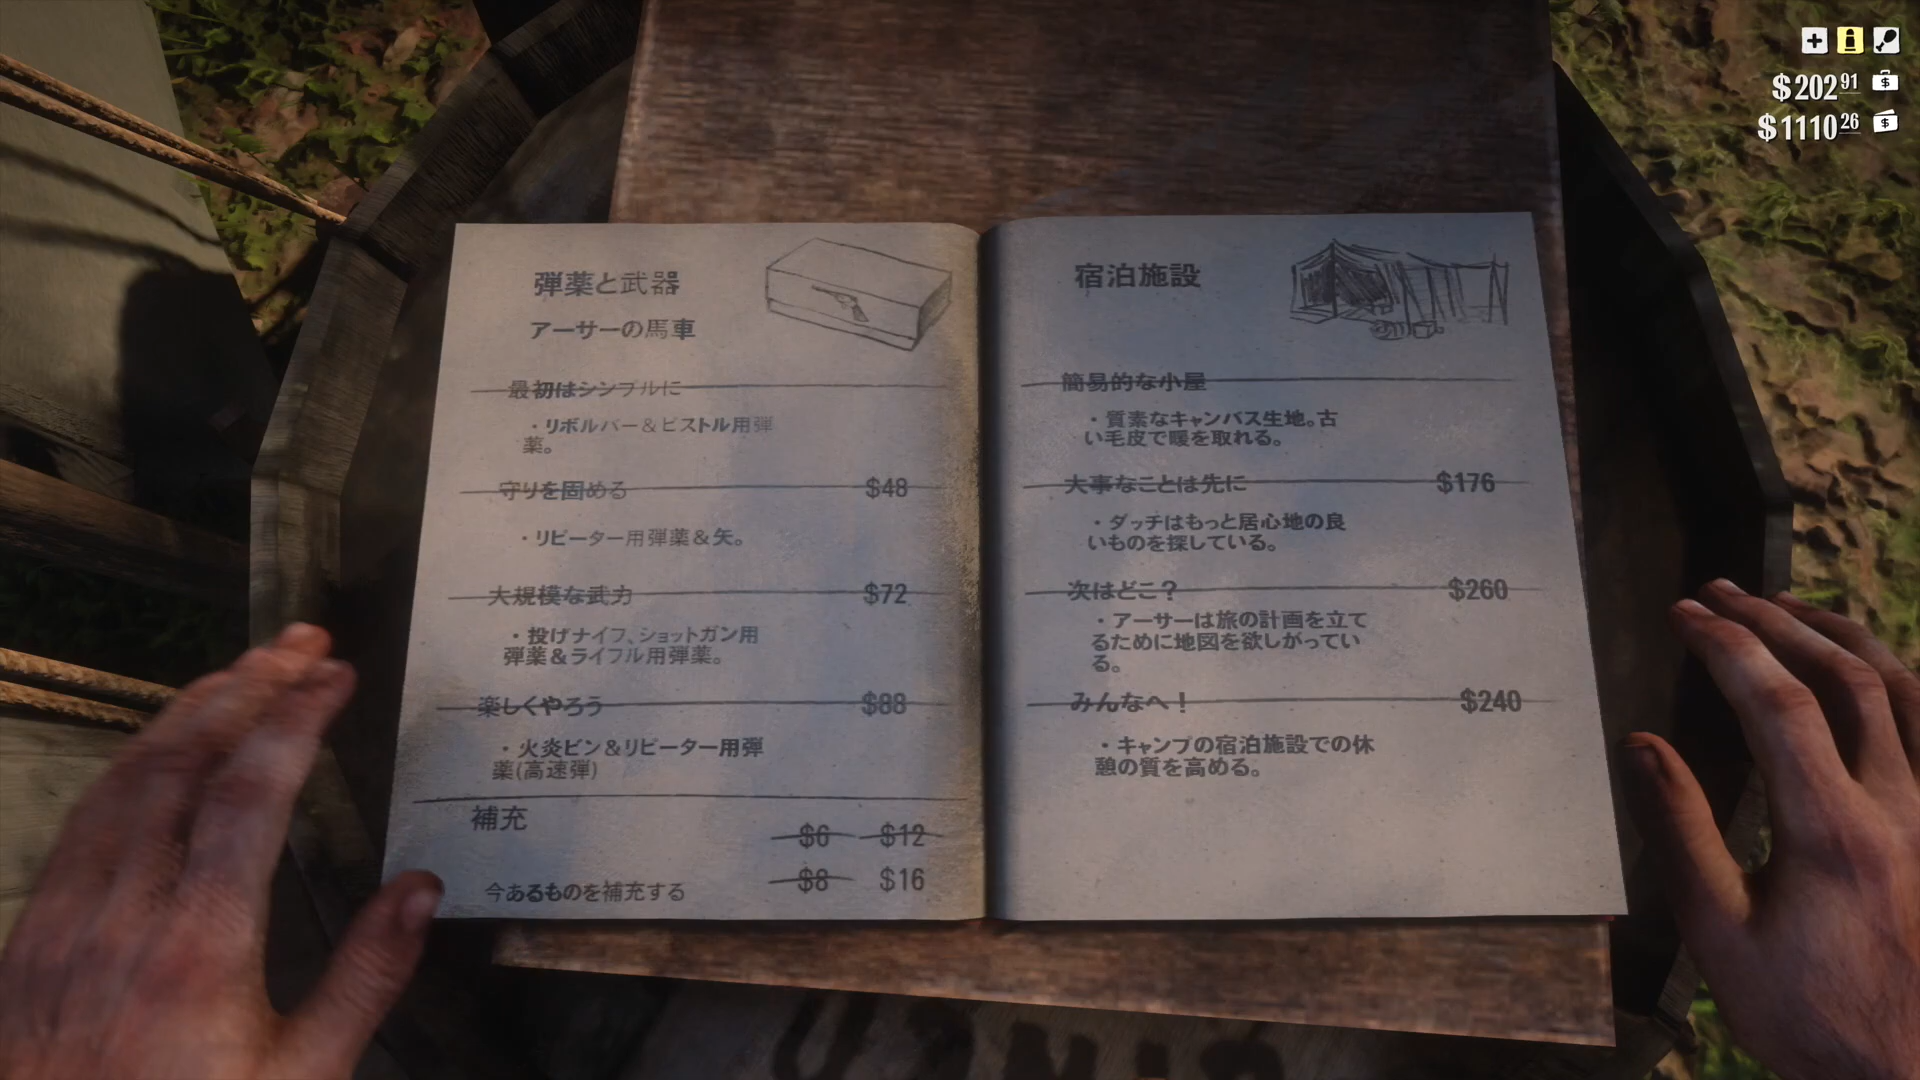 $202.91
$1110.26
弾薬と武器
アーサーの馬車
最初はシンプルに
・リボルバー＆ピストル用弾
薬。
守りを固める $48
・リピーター用弾薬＆矢。
大規模な武力 $72
・投げナイフ、ショットガン用
弾薬＆ライフル用弾薬。
楽しくやろう $88
・火炎ビン＆リピーター用弾
薬(高速弾)
補充
$6 $12
$8 $16
今あるものを補充する
宿泊施設
簡易的な小屋
・質素なキャンバス生地。古
い毛皮で暖を取れる。
大事なことは先に $176
・ダッチはもっと居心地の良
いものを探している。
次はどこ？ $260
・アーサーは旅の計画を立て
るために地図を欲しがってい
る。
みんなへ！ $240
・キャンプの宿泊施設での休
憩の質を高める。